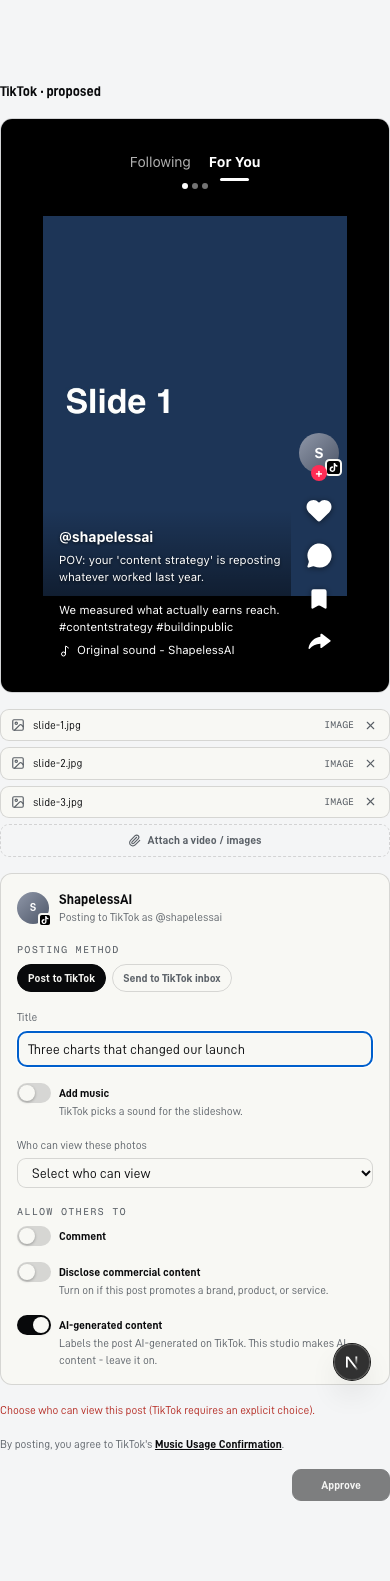 TikTok · proposed
Following For You
Slide 1
S
@shapelessai
POV: your 'content strategy' is reposting
whatever worked last year.
We measured what actually earns reach.
#contentstrategy #buildinpublic
Original sound - ShapelessAI
slide-1.jpg IMAGE
slide-2.jpg IMAGE
slide-3.jpg IMAGE
Attach a video / images
S
ShapelessAI
Posting to TikTok as @shapelessai
POSTING METHOD
Post to TikTok Send to TikTok inbox
Title
Three charts that changed our launch
Add music
TikTok picks a sound for the slideshow.
Who can view these photos
Select who can view
ALLOW OTHERS TO
Comment
Disclose commercial content
Turn on if this post promotes a brand, product, or service.
AI-generated content
Labels the post AI-generated on TikTok. This studio makes AI
content - leave it on.
N
Choose who can view this post (TikTok requires an explicit choice).
By posting, you agree to TikTok's Music Usage Confirmation.
Approve